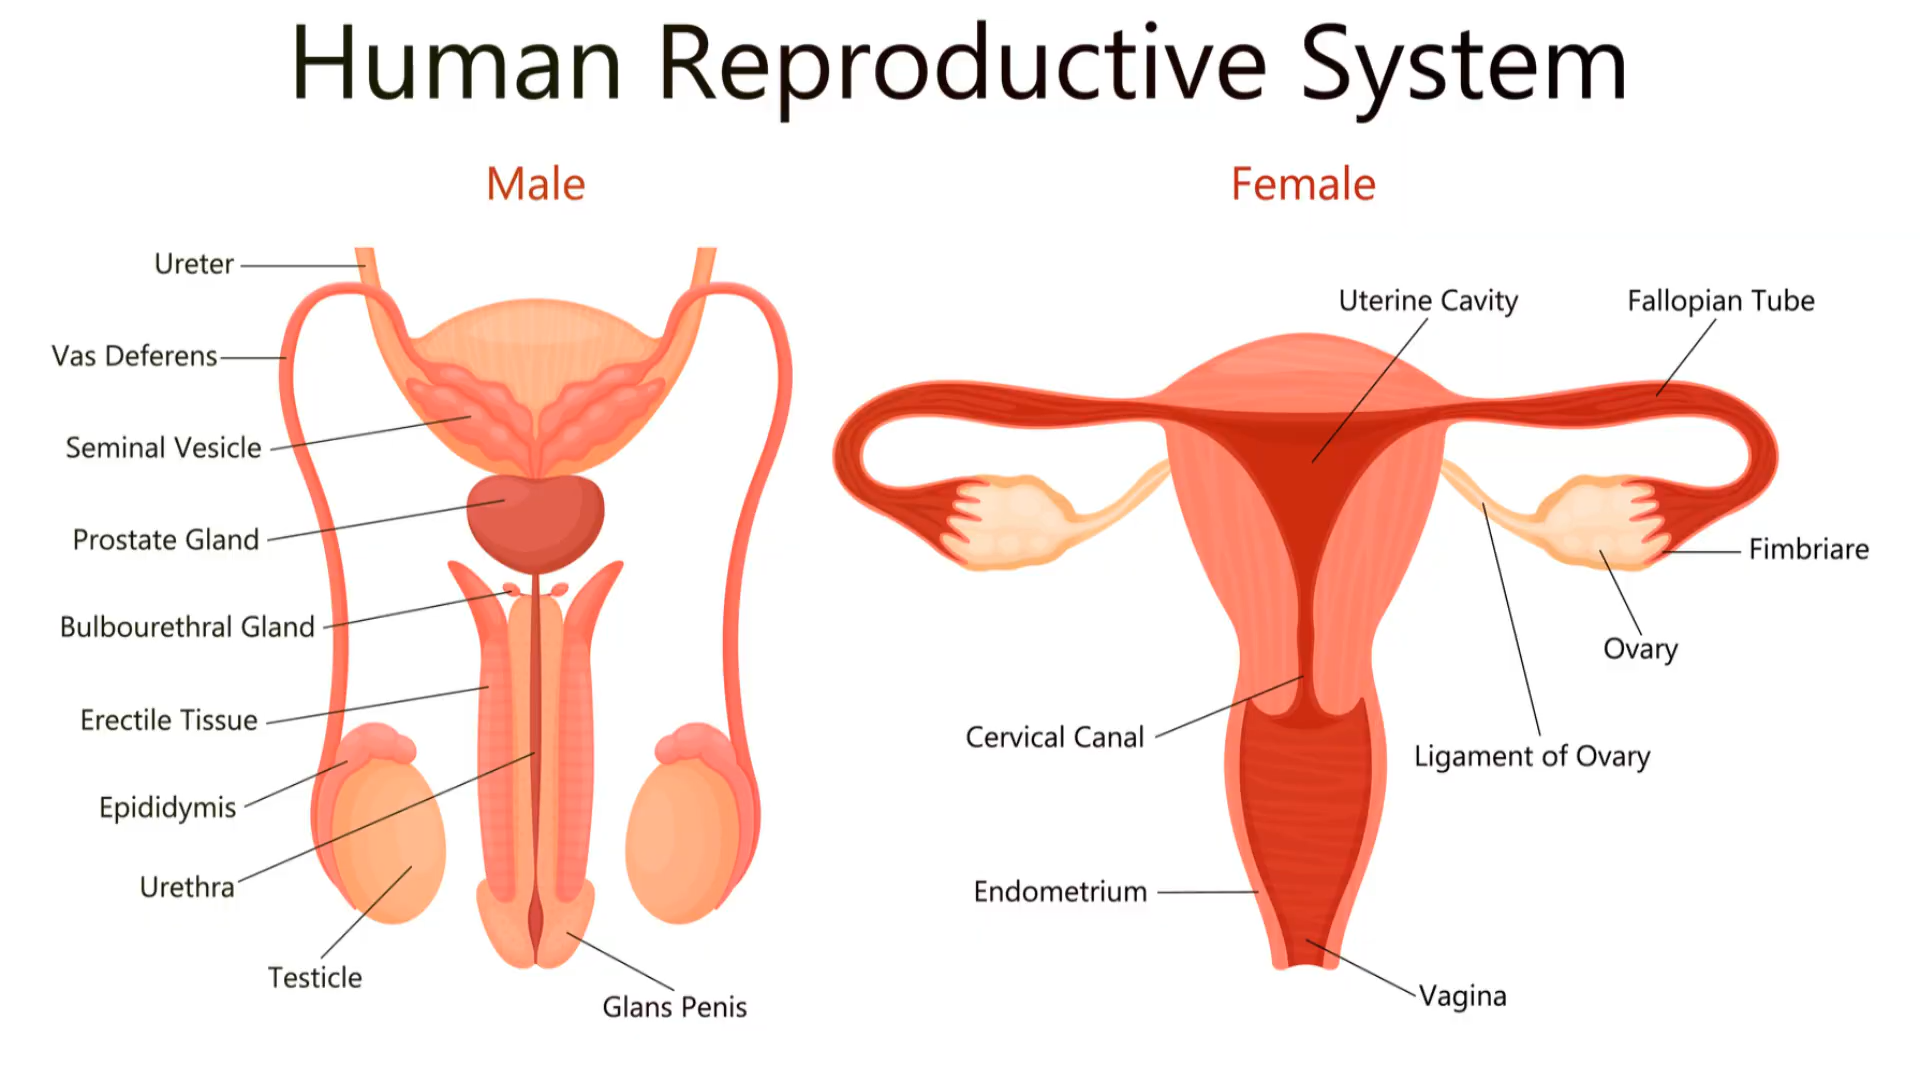 Human Reproductive System
Male
Ureter
Vas Deferens
Seminal Vesicle
Prostate Gland
Bulbourethral Gland
Erectile Tissue
Epididymis
Urethra
Testicle
Glans Penis
Female
Uterine Cavity
Fallopian Tube
Fimbriare
Ovary
Ligament of Ovary
Cervical Canal
Endometrium
Vagina